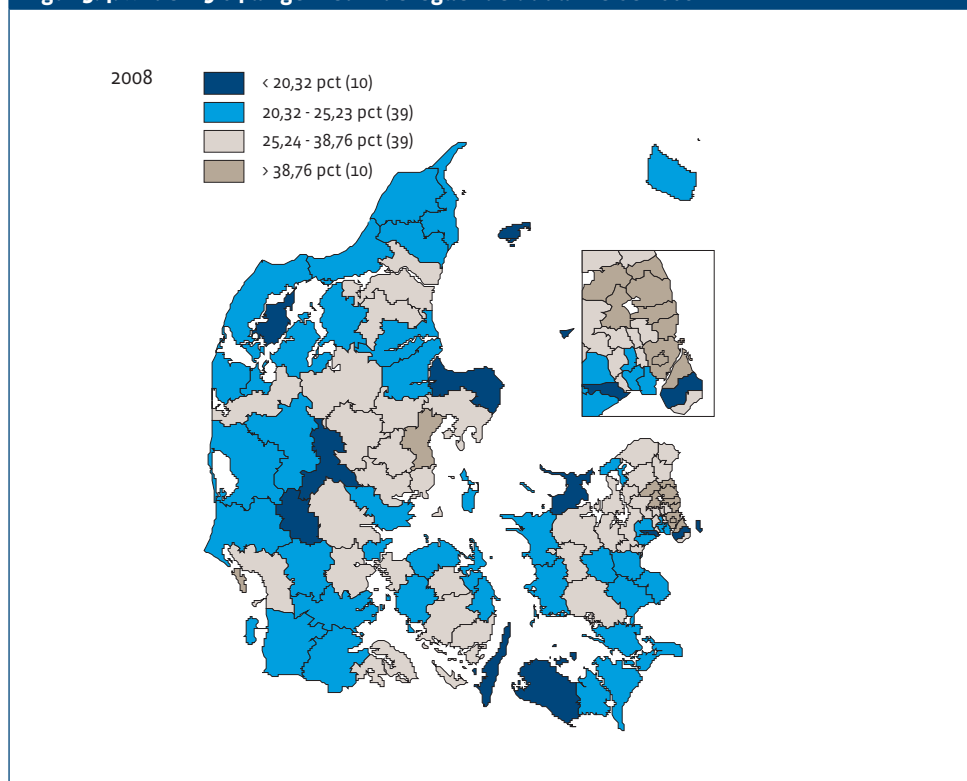 2008
< 20,32 pct (10)
20,32 - 25,23 pct (39)
25,24 - 38,76 pct (39)
> 38,76 pct (10)